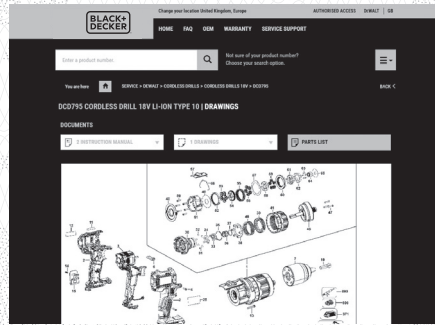 BLACK+
DECKER
Change your location United Kingdom, Europe
AUTHORISED ACCESS
DeWALT
GB
HOME
FAQ
OEM
WARRANTY
SERVICE SUPPORT
Enter a product number.
Not sure of your product number?
Choose your search option.
You are here
SERVICE > DEWALT > CORDLESS DRILLS > CORDLESS DRILLS 18V > DCD795
BACK <
DCD795 CORDLESS DRILL 18V LI-ION TYPE 10 | DRAWINGS
DOCUMENTS
2 INSTRUCTION MANUAL
1 DRAWINGS
PARTS LIST